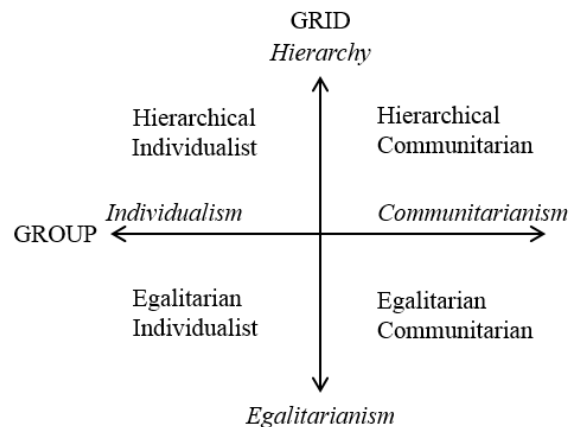 GRID
Hierarchy
Hierarchical
Individualist
Hierarchical
Communitarian
Individualism
Communitarianism
GROUP
Egalitarian
Individualist
Egalitarian
Communitarian
Egalitarianism